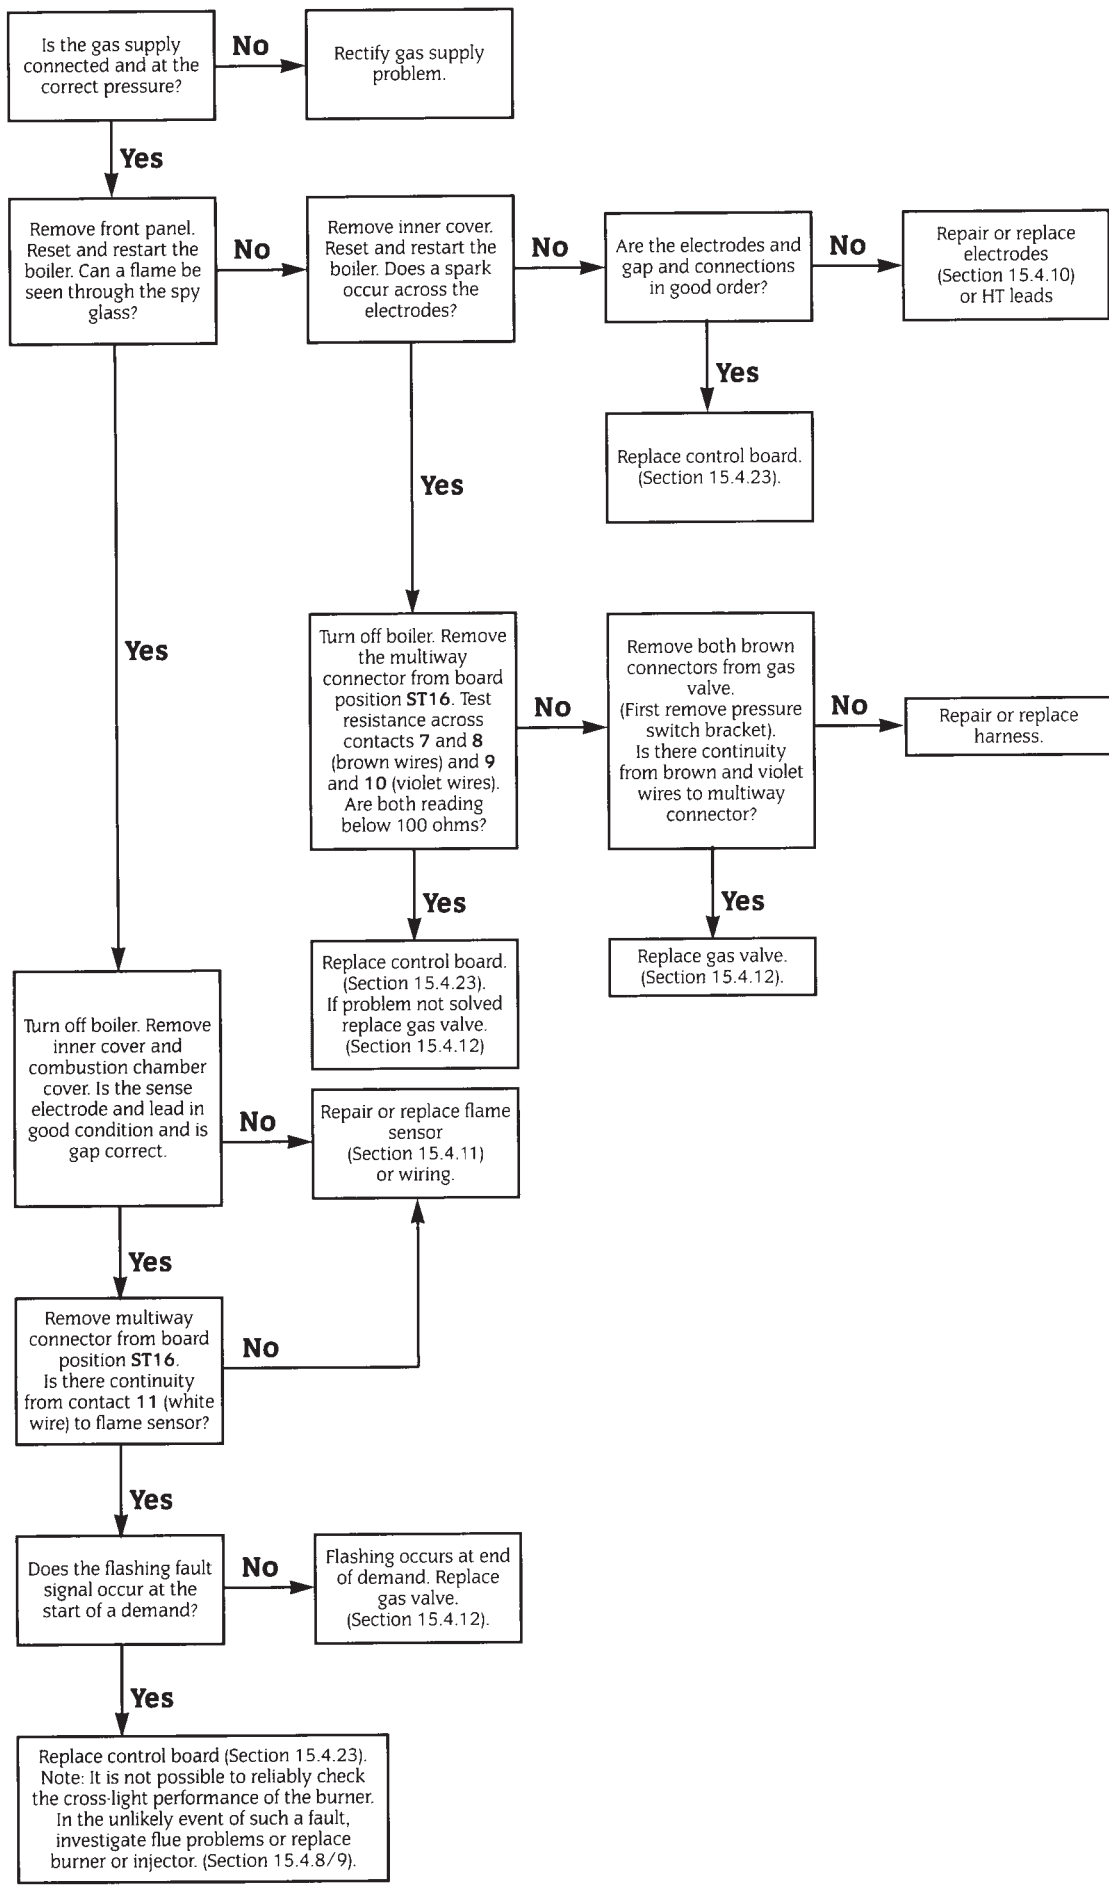 Is the gas supply
connected and at the
correct pressure?
No
Rectify gas supply
problem.
Yes
Remove front panel.
Reset and restart the
boiler. Can a flame be
seen through the spy
glass?
No
Remove inner cover.
Reset and restart the
boiler. Does a spark
occur across the
electrodes?
No
Are the electrodes and
gap and connections
in good order?
No
Repair or replace
electrodes
(Section 15.4.10)
or HT leads
Yes
Replace control board.
(Section 15.4.23).
Yes
Yes
Turn off boiler. Remove
the multiway
connector from board
position ST16. Test
resistance across
contacts 7 and 8
(brown wires) and 9
and 10 (violet wires).
Are both reading
below 100 ohms?
No
Remove both brown
connectors from gas
valve.
(First remove pressure
switch bracket).
Is there continuity
from brown and violet
wires to multiway
connector?
No
Repair or replace
harness.
Yes
Replace control board.
(Section 15.4.23).
If problem not solved
replace gas valve.
(Section 15.4.12)
Yes
Replace gas valve.
(Section 15.4.12).
Turn off boiler. Remove
inner cover and
combustion chamber
cover. Is the sense
electrode and lead in
good condition and is
gap correct.
No
Repair or replace flame
sensor
(Section 15.4.11)
or wiring.
Yes
Remove multiway
connector from board
position ST16.
Is there continuity
from contact 11 (white
wire) to flame sensor?
No
Yes
Does the flashing fault
signal occur at the
start of a demand?
No
Flashing occurs at end
of demand. Replace
gas valve.
(Section 15.4.12).
Yes
Replace control board (Section 15.4.23).
Note: It is not possible to reliably check
the cross-light performance of the burner.
In the unlikely event of such a fault,
investigate flue problems or replace
burner or injector. (Section 15.4.8/9).